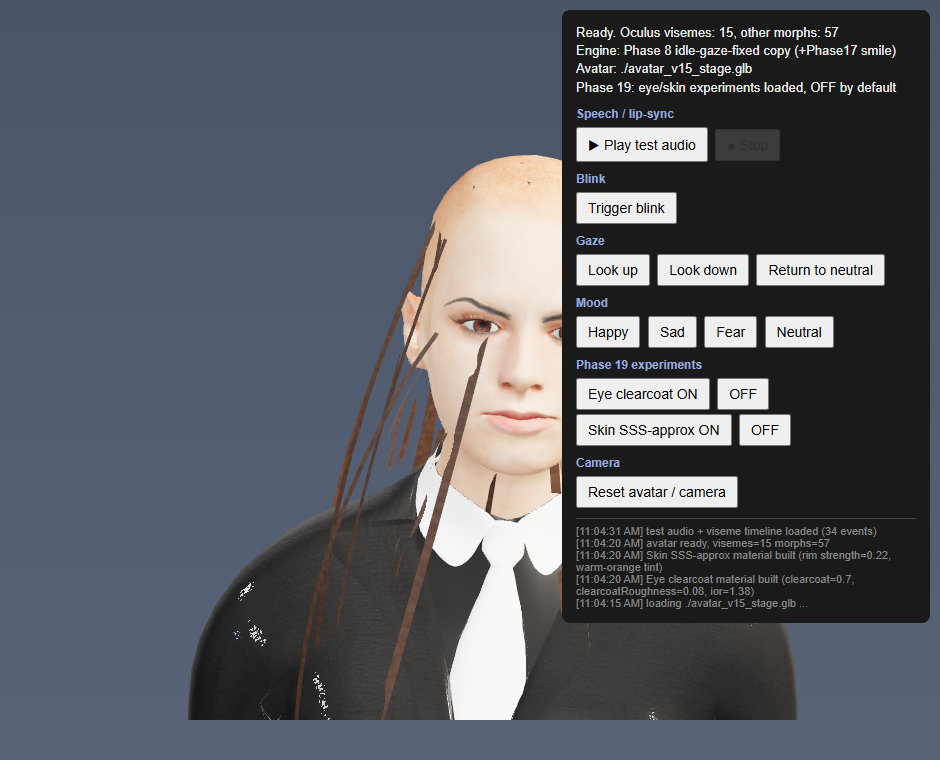 Ready. Oculus visemes: 15, other morphs: 57
Engine: Phase 8 idle-gaze-fixed copy (+Phase17 smile)
Avatar: ./avatar_v15_stage.glb
Phase 19: eye/skin experiments loaded, OFF by default
Speech / lip-sync
▶ Play test audio ■ Stop
Blink
Trigger blink
Gaze
Look up Look down Return to neutral
Mood
Happy Sad Fear Neutral
Phase 19 experiments
Eye clearcoat ON OFF
Skin SSS-approx ON OFF
Camera
Reset avatar / camera
[11:04:31 AM] test audio + viseme timeline loaded (34 events)
[11:04:20 AM] avatar ready, visemes=15 morphs=57
[11:04:20 AM] Skin SSS-approx material built (rim strength=0.22,
warm-orange tint)
[11:04:20 AM] Eye clearcoat material built (clearcoat=0.7,
clearcoatRoughness=0.08, ior=1.38)
[11:04:15 AM] loading ./avatar_v15_stage.glb ...